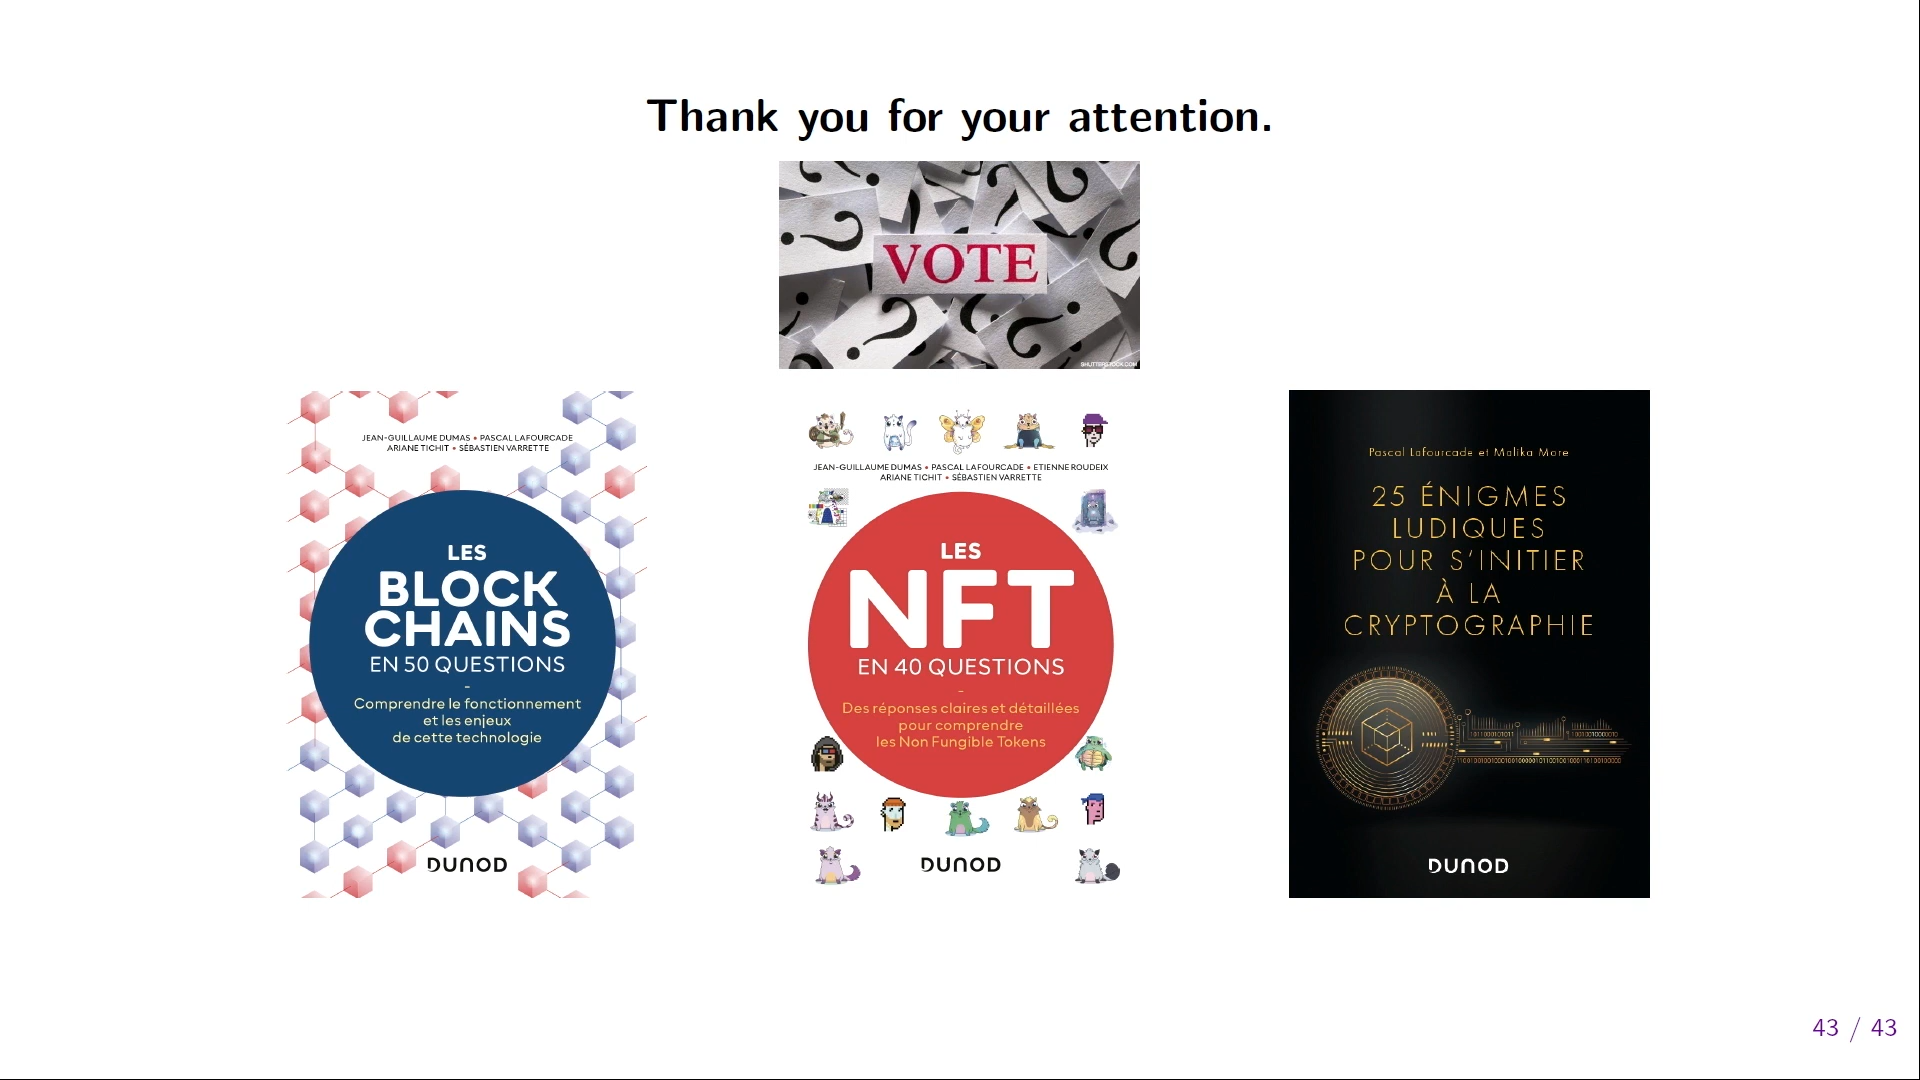 Thank you for your attention.
VOTE
SHUTTERSTOCK.COM
JEAN-GUILLAUME DUMAS • PASCAL LAFOURCADE
ARIANE TICHIT • SÉBASTIEN VARRETTE
LES
BLOCK
CHAINS
EN 50 QUESTIONS
-
Comprendre le fonctionnement
et les enjeux
de cette technologie
DUNOD
JEAN-GUILLAUME DUMAS • PASCAL LAFOURCADE • ETIENNE ROUDEIX
ARIANE TICHIT • SÉBASTIEN VARRETTE
LES
NFT
EN 40 QUESTIONS
-
Des réponses claires et détaillées
pour comprendre
les Non Fungible Tokens
DUNOD
Pascal Lafourcade et Malika More
25 ÉNIGMES
LUDIQUES
POUR S'INITIER
À LA
CRYPTOGRAPHIE
DUNOD
43 / 43